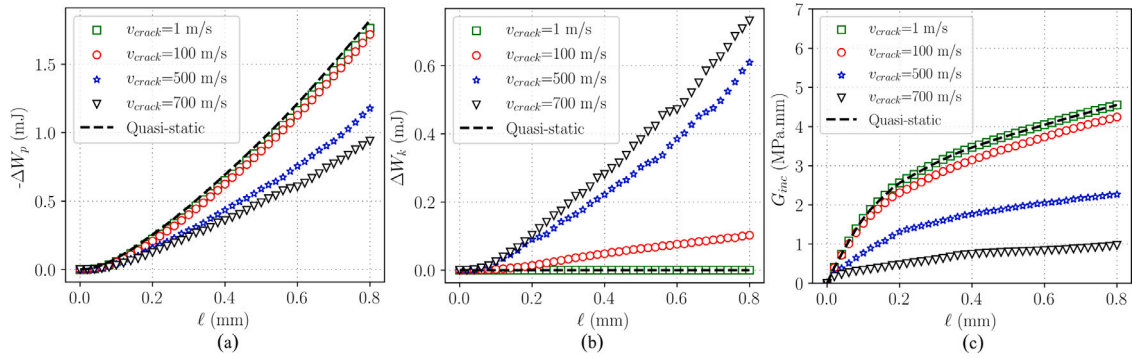 v_crack=1 m/s
v_crack=100 m/s
v_crack=500 m/s
v_crack=700 m/s
Quasi-static
-ΔW_p (mJ)
1.5
1.0
0.5
0.0
0.0 0.2 0.4 0.6 0.8
ℓ (mm)
(a)
v_crack=1 m/s
v_crack=100 m/s
v_crack=500 m/s
v_crack=700 m/s
Quasi-static
ΔW_k (mJ)
0.6
0.4
0.2
0.0
0.0 0.2 0.4 0.6 0.8
ℓ (mm)
(b)
v_crack=1 m/s
v_crack=100 m/s
v_crack=500 m/s
v_crack=700 m/s
Quasi-static
G_inc (MPa.mm)
7
6
5
4
3
2
1
0
0.0 0.2 0.4 0.6 0.8
ℓ (mm)
(c)